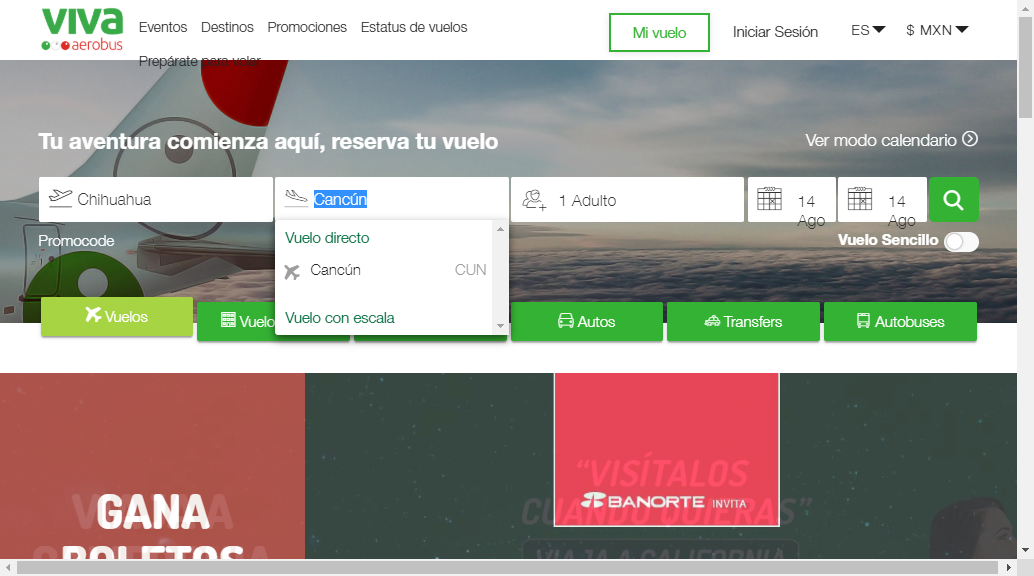 viva
aerobus
Eventos Destinos Promociones Estatus de vuelos
Prepárate para volar
Mi vuelo
Iniciar Sesión
ES
$ MXN
Tu aventura comienza aquí, reserva tu vuelo
Ver modo calendario
Chihuahua
Cancún
1 Adulto
14
Ago
14
Ago
Promocode
Vuelo Sencillo
Vuelo directo
Cancún CUN
Vuelo con escala
Vuelos
Vuelo
Autos
Transfers
Autobuses
GANA
BOLETOS
“VISÍTALOS
CUANDO QUIERAS”
BANORTE INVITA
VIAJA A CALIFORNIA